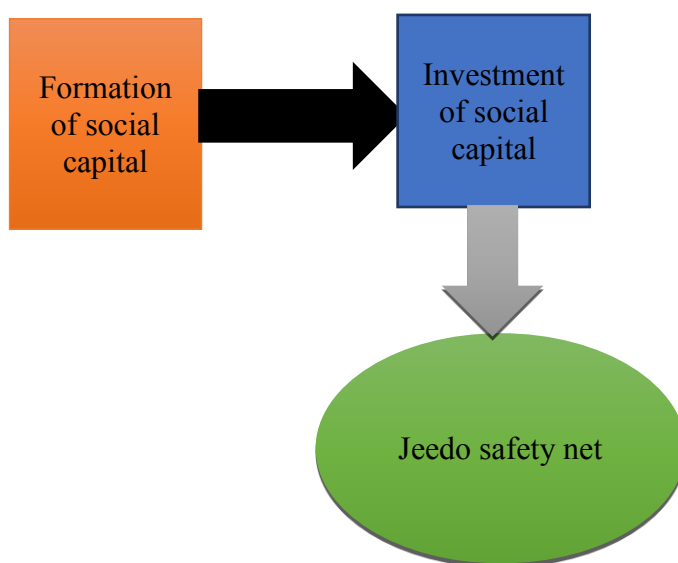 Formation
of social
capital
Investment
of social
capital
Jeedo safety net